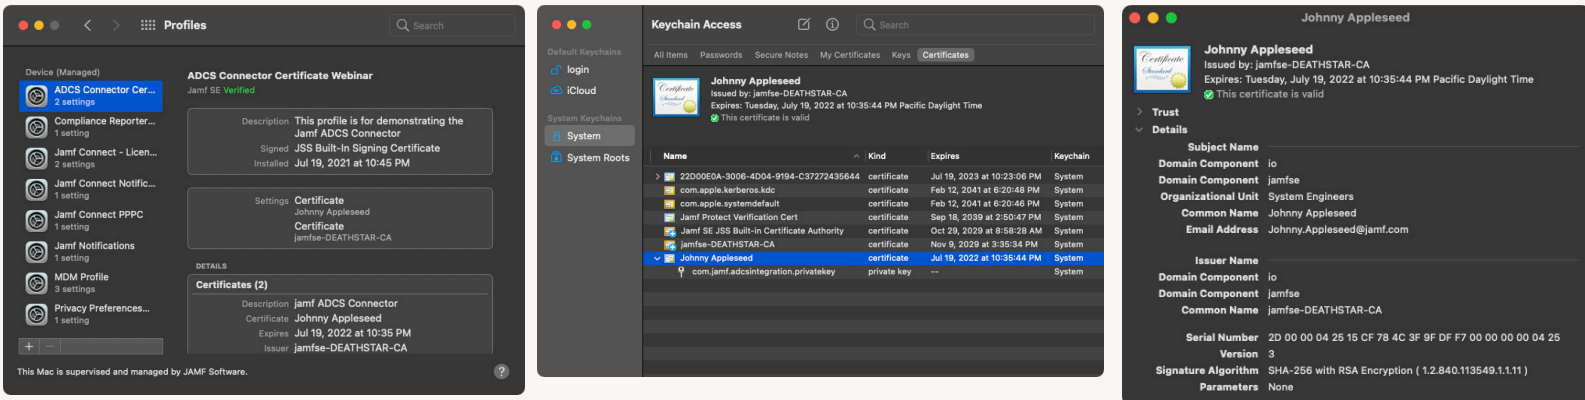 Profiles
Search
Device (Managed)
ADCS Connector Cer...
2 settings
Compliance Reporter...
1 setting
Jamf Connect - Licen...
2 settings
Jamf Connect Notific...
1 setting
Jamf Connect PPPC
1 setting
Jamf Notifications
1 setting
MDM Profile
3 settings
Privacy Preferences...
1 setting
+ −
This Mac is supervised and managed by JAMF Software.
?
ADCS Connector Certificate Webinar
Jamf SE Verified
Description This profile is for demonstrating the
Jamf ADCS Connector
Signed JSS Built-In Signing Certificate
Installed Jul 19, 2021 at 10:45 PM
Settings Certificate
Johnny Appleseed
Certificate
jamfse-DEATHSTAR-CA
DETAILS
Certificates (2)
Description jamf ADCS Connector
Certificate Johnny Appleseed
Expires Jul 19, 2022 at 10:35 PM
Issuer jamfse-DEATHSTAR-CA
Keychain Access
Search
Default Keychains
login
iCloud
System Keychains
System
System Roots
All Items Passwords Secure Notes My Certificates Keys Certificates
Certificate
Standard
Johnny Appleseed
Issued by: jamfse-DEATHSTAR-CA
Expires: Tuesday, July 19, 2022 at 10:35:44 PM Pacific Daylight Time
This certificate is valid
Name Kind Expires Keychain
22D00E0A-3006-4D04-9194-C37272435644 certificate Jul 19, 2023 at 10:23:06 PM System
com.apple.kerberos.kdc certificate Feb 12, 2041 at 6:20:48 PM System
com.apple.systemdefault certificate Feb 12, 2041 at 6:20:46 PM System
Jamf Protect Verification Cert certificate Sep 18, 2039 at 2:50:47 PM System
Jamf SE JSS Built-in Certificate Authority certificate Oct 29, 2029 at 8:58:28 AM System
jamfse-DEATHSTAR-CA certificate Nov 9, 2029 at 3:35:34 PM System
Johnny Appleseed certificate Jul 19, 2022 at 10:35:44 PM System
com.jamf.adcsintegration.privatekey private key -- System
Johnny Appleseed
Certificate
Standard
Johnny Appleseed
Issued by: jamfse-DEATHSTAR-CA
Expires: Tuesday, July 19, 2022 at 10:35:44 PM Pacific Daylight Time
This certificate is valid
Trust
Details
Subject Name
Domain Component io
Domain Component jamfse
Organizational Unit System Engineers
Common Name Johnny Appleseed
Email Address Johnny.Appleseed@jamf.com
Issuer Name
Domain Component io
Domain Component jamfse
Common Name jamfse-DEATHSTAR-CA
Serial Number 2D 00 00 04 25 15 CF 78 4C 3F 9F DF F7 00 00 00 00 04 25
Version 3
Signature Algorithm SHA-256 with RSA Encryption ( 1.2.840.113549.1.1.11 )
Parameters None